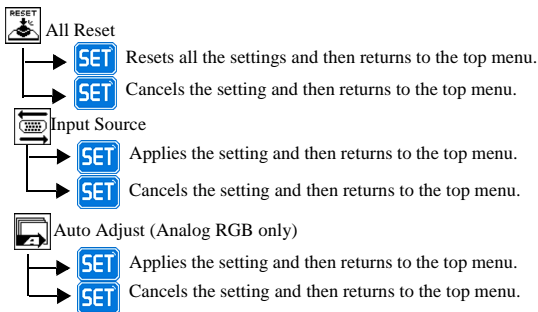 RESET
All Reset
SET Resets all the settings and then returns to the top menu.
SET Cancels the setting and then returns to the top menu.
Input Source
SET Applies the setting and then returns to the top menu.
SET Cancels the setting and then returns to the top menu.
A
Auto Adjust (Analog RGB only)
SET Applies the setting and then returns to the top menu.
SET Cancels the setting and then returns to the top menu.